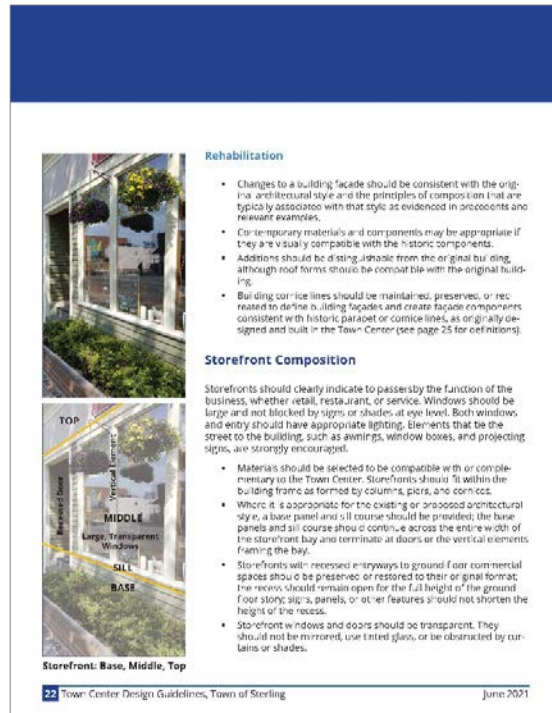 Rehabilitation
• Changes to a building façade should be consistent with the orig-
inal architectural style and the principles of composition that are
typically associated with that style as evidenced in precedents and
relevant examples.
• Contemporary materials and components may be appropriate if
they are visually compatible with the historic components.
• Additions should be distinguishable from the original building,
although roof forms should be compatible with the original build-
ing.
• Building cornice lines should be maintained, preserved, or rec-
reated to define building façades and create façade components
consistent with historic parapet or cornice lines, as originally de-
signed and built in the Town Center (see page 25 for definitions).
Storefront Composition
Storefronts should clearly indicate to passersby the function of the
business, whether retail, restaurant, or service. Windows should be
large and not blocked by signs or shades at eye level. Both windows
and entry should have appropriate lighting. Elements that tie the
street to the building, such as awnings, window boxes, and projecting
signs, are strongly encouraged.
• Materials should be selected to be compatible with or comple-
mentary to the Town Center. Storefronts should fit within the
building frame as formed by columns, piers, and cornices.
• Where it is appropriate for the existing or proposed architectural
style, a base panel and sill course should be provided; the base
panels and sill course should continue across the entire width of
the storefront bay and terminate at doors or the vertical elements
framing the bay.
• Storefronts with recessed entryways to ground floor commercial
spaces should be preserved or restored to their original format;
the recess should remain open for the full height of the ground
floor story; signs, panels, or other features should not shorten the
height of the recess.
• Storefront windows and doors should be transparent. They
should not be mirrored, use tinted glass, or be obstructed by cur-
tains or shades.
TOP
Vertical Element
Recessed Door
MIDDLE
Large, Transparent
Windows
SILL
BASE
Storefront: Base, Middle, Top
22 Town Center Design Guidelines, Town of Sterling
June 2021